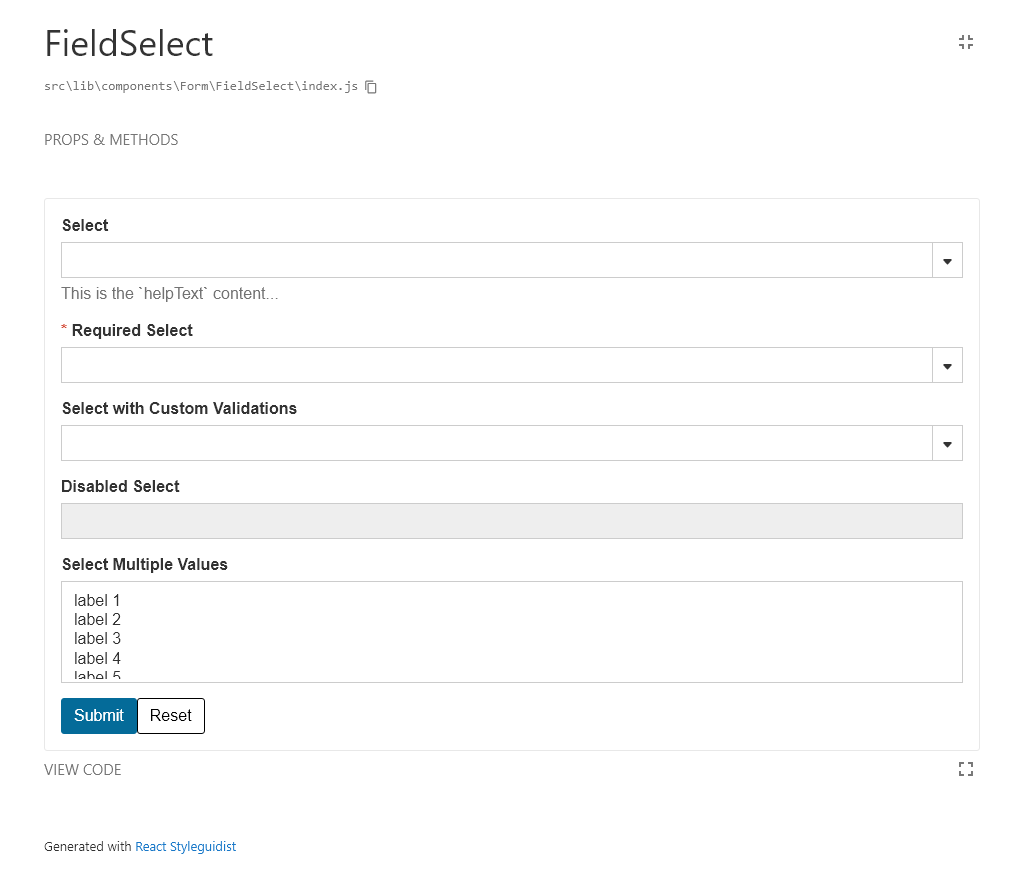 FieldSelect
src\lib\components\Form\FieldSelect\index.js
PROPS & METHODS
Select
This is the `helpText` content...
* Required Select
Select with Custom Validations
Disabled Select
Select Multiple Values
label 1
label 2
label 3
label 4
label 5
Submit Reset
VIEW CODE
Generated with React Styleguidist